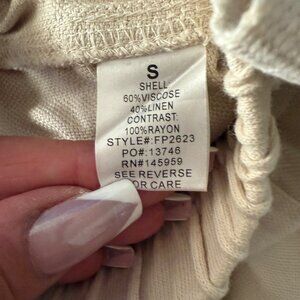 S
SHELL
60%VISCOSE
40%LINEN
CONTRAST:
100%RAYON
STYLE#:FP2623
PO#:13746
RN#145959
SEE REVERSE
FOR CARE